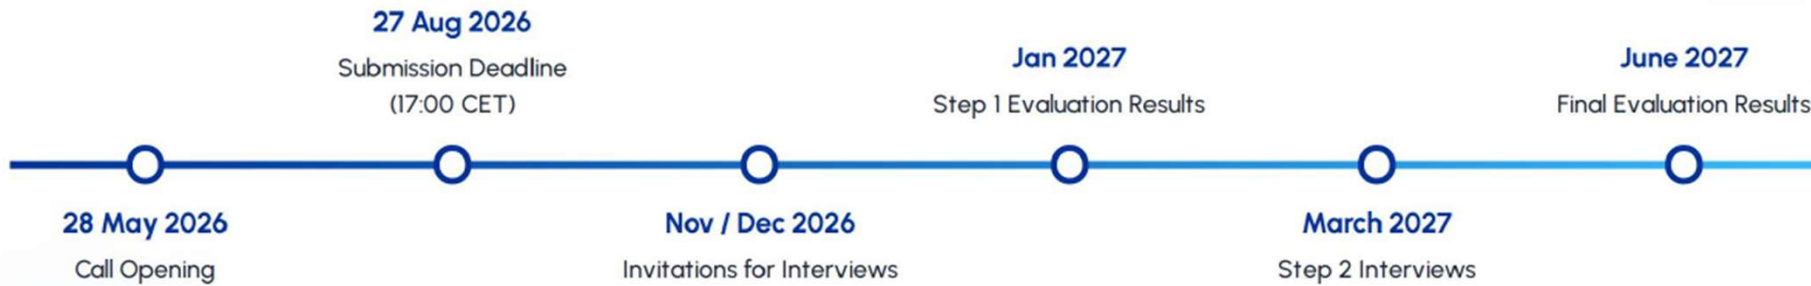 27 Aug 2026
Submission Deadline
(17:00 CET)
Jan 2027
Step 1 Evaluation Results
June 2027
Final Evaluation Results
28 May 2026
Call Opening
Nov / Dec 2026
Invitations for Interviews
March 2027
Step 2 Interviews